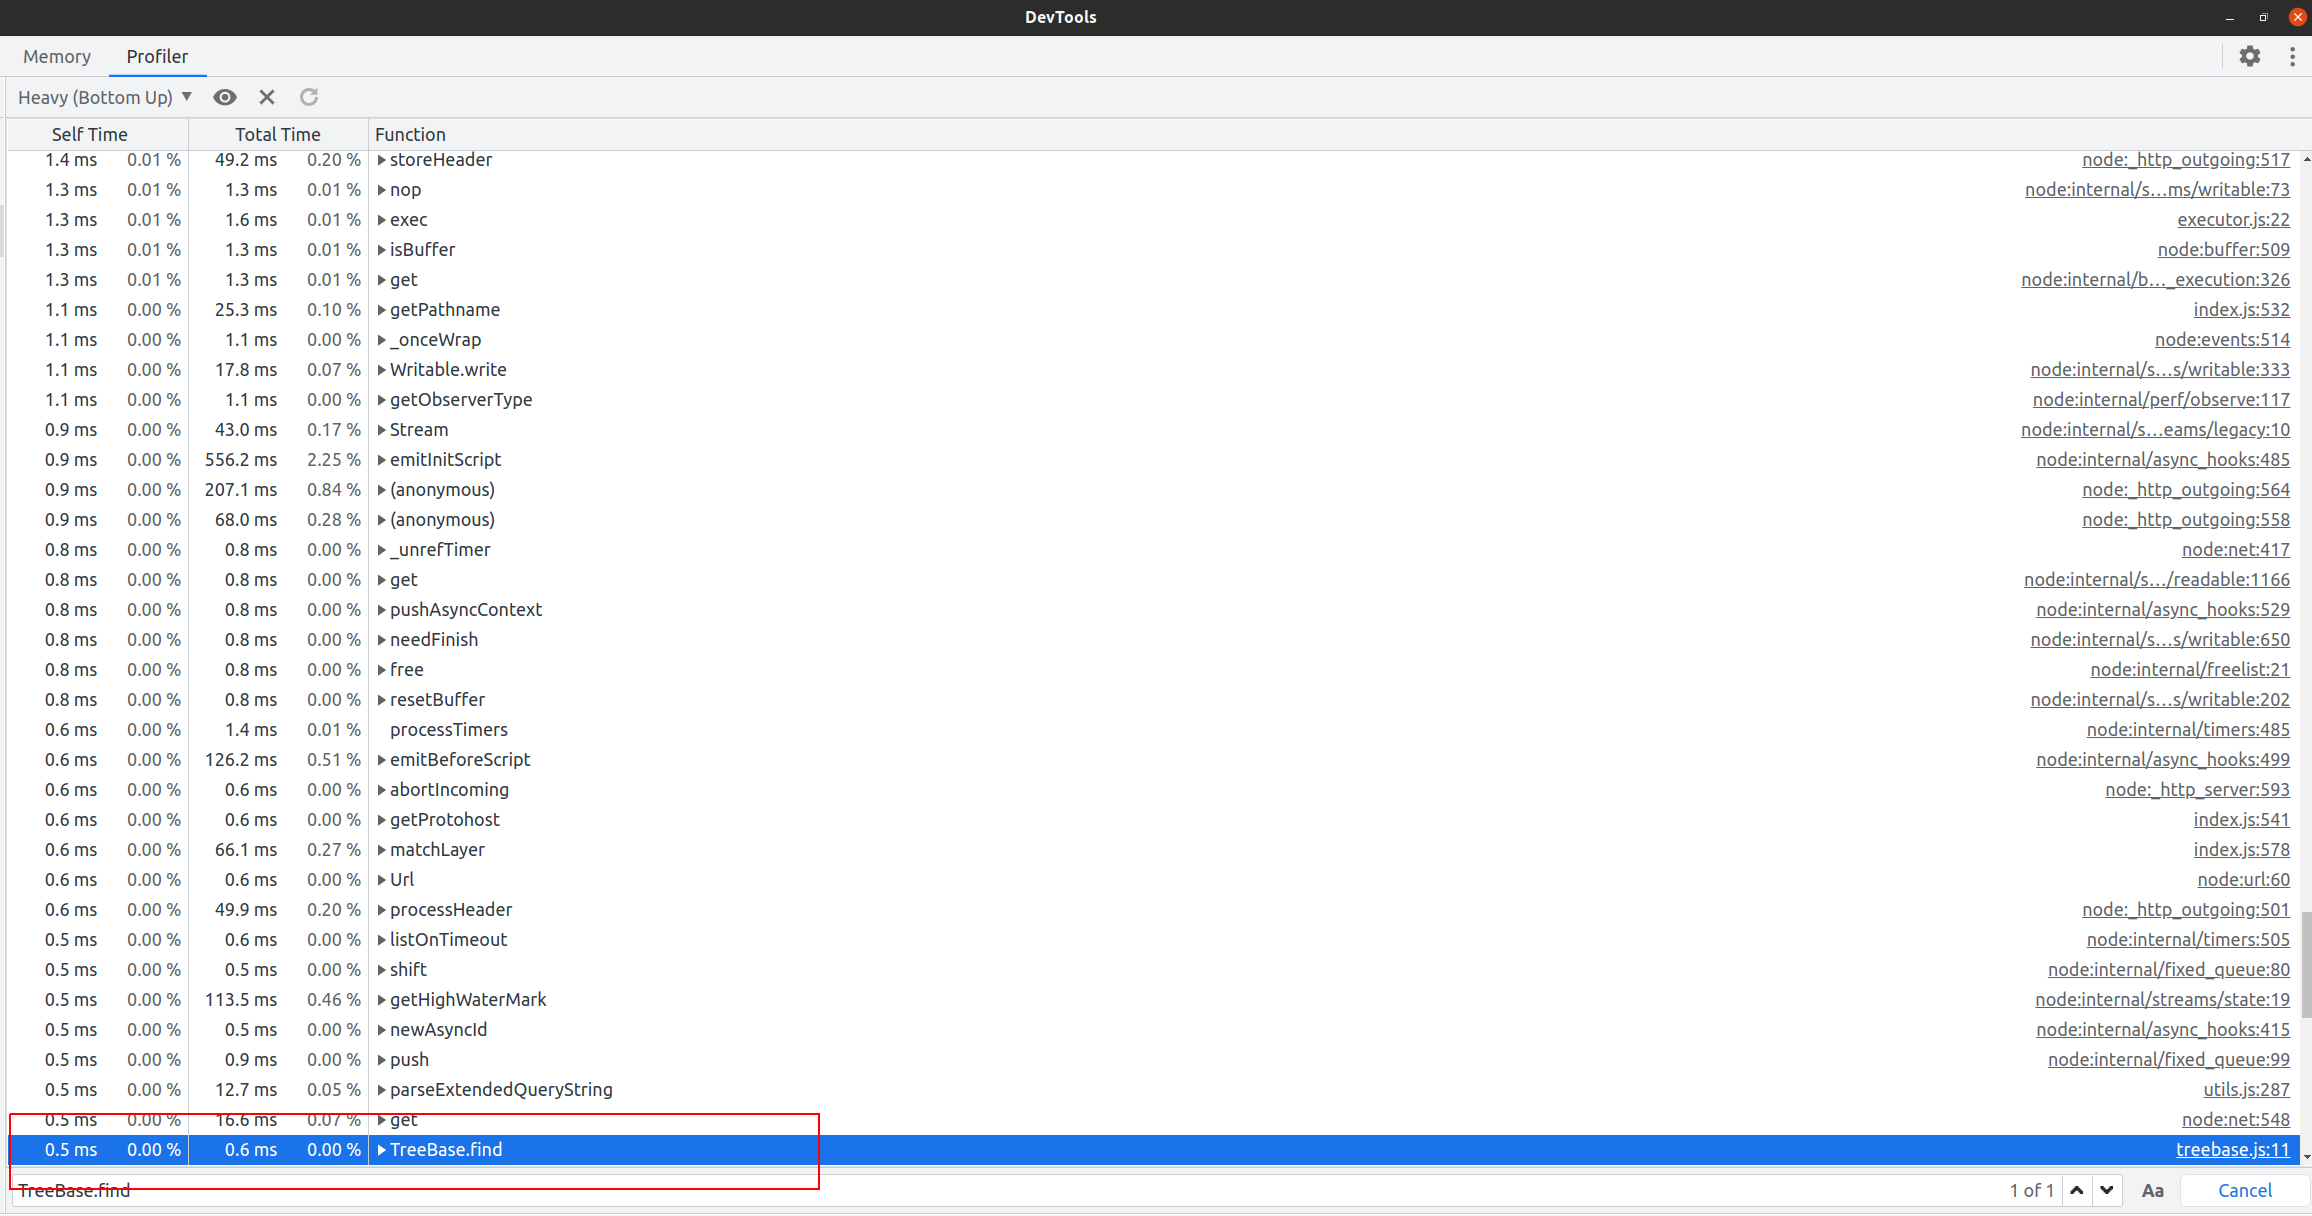 DevTools
Memory Profiler
Heavy (Bottom Up)
Self Time Total Time Function
1.4 ms 0.01 % 49.2 ms 0.20 % storeHeader node:_http_outgoing:517
1.3 ms 0.01 % 1.3 ms 0.01 % nop node:internal/s...ms/writable:73
1.3 ms 0.01 % 1.6 ms 0.01 % exec executor.js:22
1.3 ms 0.01 % 1.3 ms 0.01 % isBuffer node:buffer:509
1.3 ms 0.01 % 1.3 ms 0.01 % get node:internal/b..._execution:326
1.1 ms 0.00 % 25.3 ms 0.10 % getPathname index.js:532
1.1 ms 0.00 % 1.1 ms 0.00 % _onceWrap node:events:514
1.1 ms 0.00 % 17.8 ms 0.07 % Writable.write node:internal/s...s/writable:333
1.1 ms 0.00 % 1.1 ms 0.00 % getObserverType node:internal/perf/observe:117
0.9 ms 0.00 % 43.0 ms 0.17 % Stream node:internal/s...eams/legacy:10
0.9 ms 0.00 % 556.2 ms 2.25 % emitInitScript node:internal/async_hooks:485
0.9 ms 0.00 % 207.1 ms 0.84 % (anonymous) node:_http_outgoing:564
0.9 ms 0.00 % 68.0 ms 0.28 % (anonymous) node:_http_outgoing:558
0.8 ms 0.00 % 0.8 ms 0.00 % _unrefTimer node:net:417
0.8 ms 0.00 % 0.8 ms 0.00 % get node:internal/s.../readable:1166
0.8 ms 0.00 % 0.8 ms 0.00 % pushAsyncContext node:internal/async_hooks:529
0.8 ms 0.00 % 0.8 ms 0.00 % needFinish node:internal/s...s/writable:650
0.8 ms 0.00 % 0.8 ms 0.00 % free node:internal/freelist:21
0.8 ms 0.00 % 0.8 ms 0.00 % resetBuffer node:internal/s...s/writable:202
0.6 ms 0.00 % 1.4 ms 0.01 % processTimers node:internal/timers:485
0.6 ms 0.00 % 126.2 ms 0.51 % emitBeforeScript node:internal/async_hooks:499
0.6 ms 0.00 % 0.6 ms 0.00 % abortIncoming node:_http_server:593
0.6 ms 0.00 % 0.6 ms 0.00 % getProtohost index.js:541
0.6 ms 0.00 % 66.1 ms 0.27 % matchLayer index.js:578
0.6 ms 0.00 % 0.6 ms 0.00 % Url node:url:60
0.6 ms 0.00 % 49.9 ms 0.20 % processHeader node:_http_outgoing:501
0.5 ms 0.00 % 0.6 ms 0.00 % listOnTimeout node:internal/timers:505
0.5 ms 0.00 % 0.5 ms 0.00 % shift node:internal/fixed_queue:80
0.5 ms 0.00 % 113.5 ms 0.46 % getHighWaterMark node:internal/streams/state:19
0.5 ms 0.00 % 0.5 ms 0.00 % newAsyncId node:internal/async_hooks:415
0.5 ms 0.00 % 0.9 ms 0.00 % push node:internal/fixed_queue:99
0.5 ms 0.00 % 12.7 ms 0.05 % parseExtendedQueryString utils.js:287
0.5 ms 0.00 % 16.6 ms 0.07 % get node:net:548
0.5 ms 0.00 % 0.6 ms 0.00 % TreeBase.find treebase.js:11
TreeBase.find 1 of 1 Aa Cancel